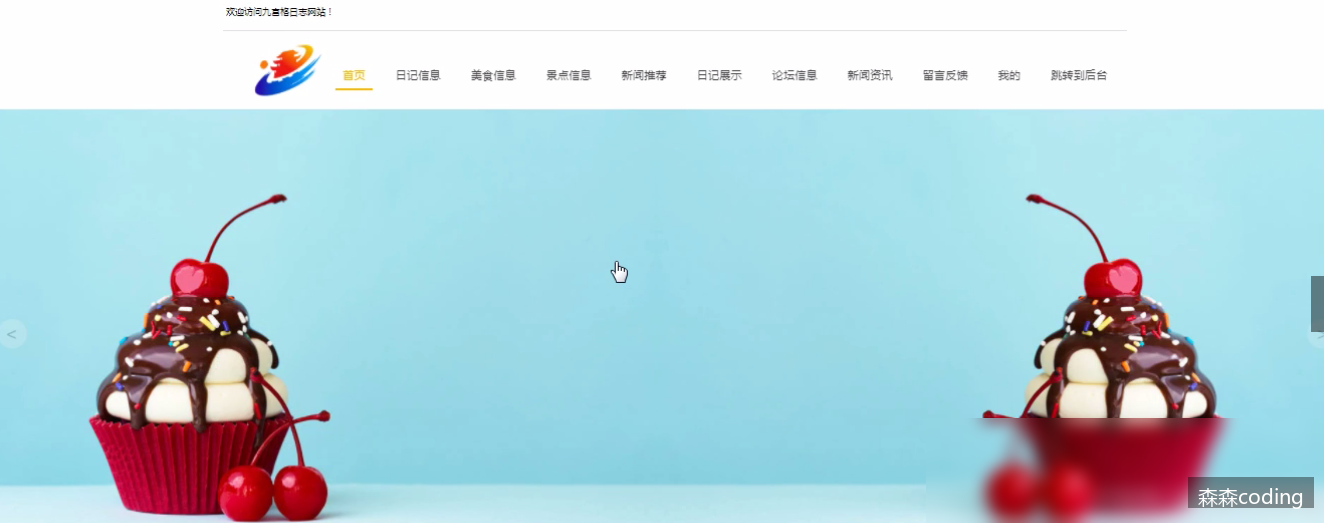 欢迎访问九宫格日志网站！
首页 日记信息 美食信息 景点信息 新闻推荐 日记展示 论坛信息 新闻资讯 留言反馈 我的 跳转到后台
<
>
森森coding